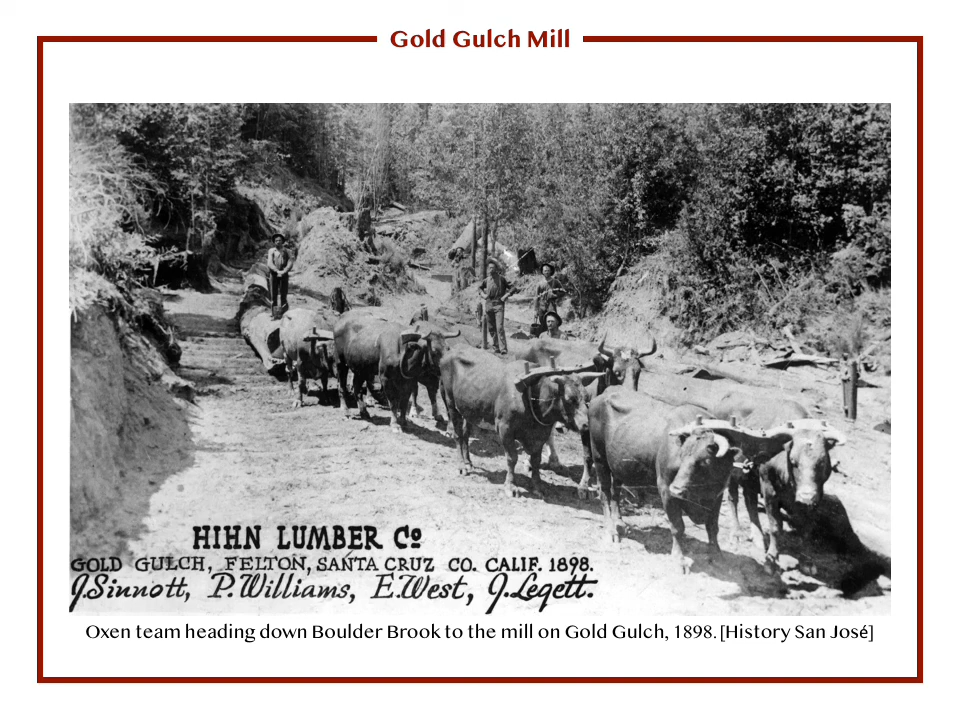 Gold Gulch Mill
HIHN LUMBER Co
GOLD GULCH, FELTON, SANTA CRUZ CO. CALIF. 1898.
J.Sinnott, P.Williams, E.West, J.Legett.
Oxen team heading down Boulder Brook to the mill on Gold Gulch, 1898. [History San José]